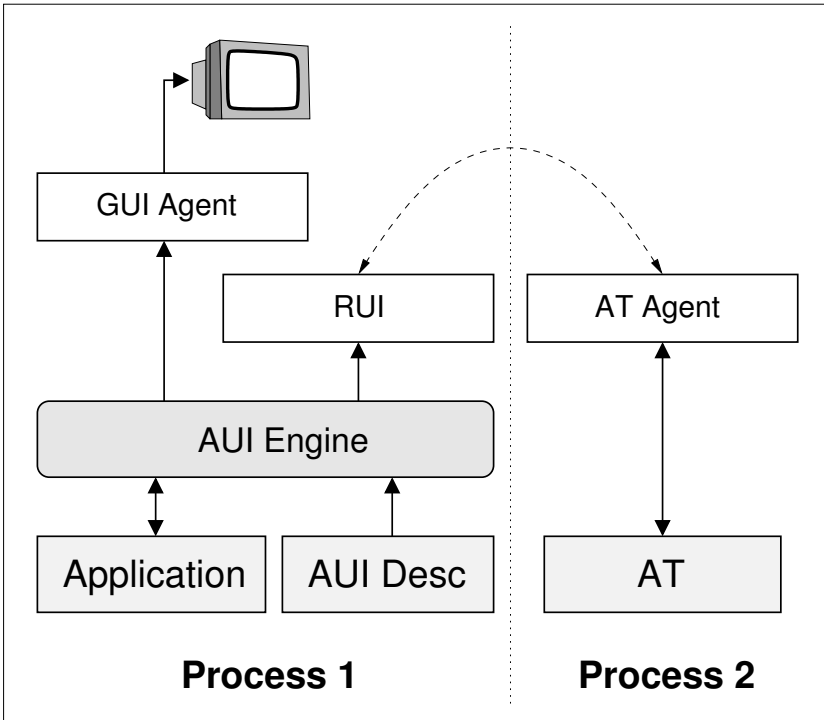 GUI Agent
RUI
AT Agent
AUI Engine
Application
AUI Desc
AT
Process 1
Process 2